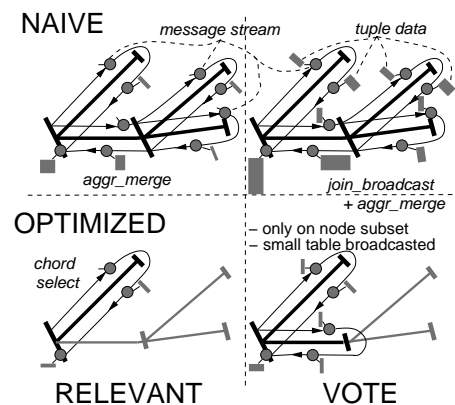 NAIVE
message stream
tuple data
aggr_merge
join_broadcast
+ aggr_merge
OPTIMIZED
– only on node subset
– small table broadcasted
chord
select
RELEVANT
VOTE